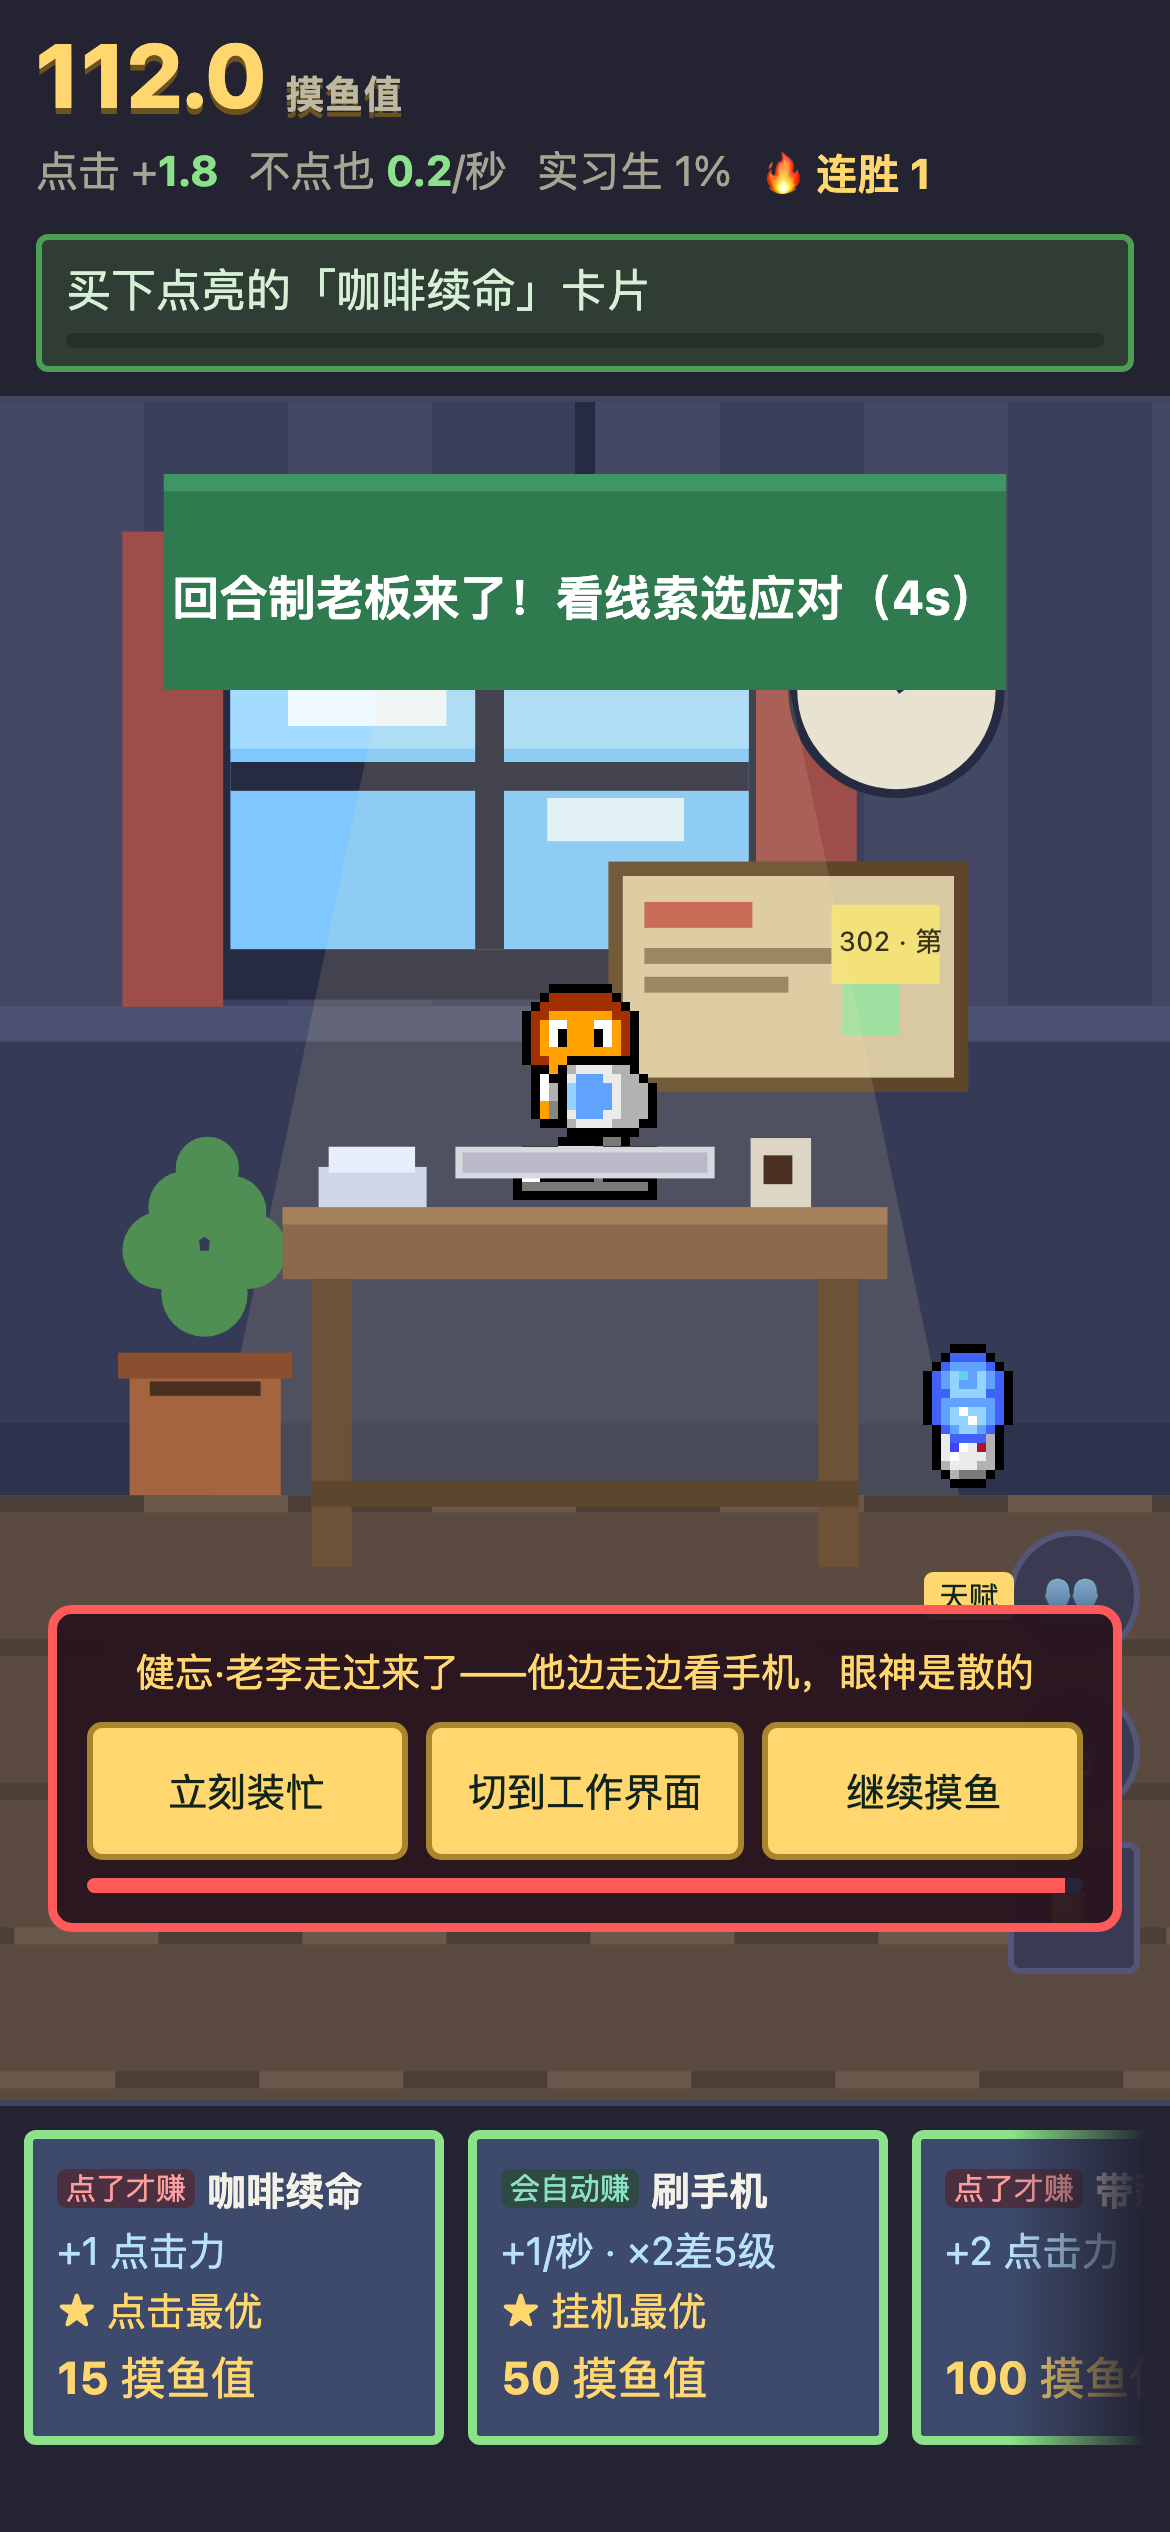 112.0 摸鱼值
点击 +1.8 不点也 0.2/秒 实习生 1% 🔥 连胜 1
买下点亮的「咖啡续命」卡片
回合制老板来了！看线索选应对（4s）
302 · 第
天赋
健忘·老李走过来了——他边走边看手机，眼神是散的
立刻装忙 切到工作界面 继续摸鱼
点了才赚 咖啡续命
+1 点击力
★ 点击最优
15 摸鱼值
会自动赚 刷手机
+1/秒 · ×2差5级
★ 挂机最优
50 摸鱼值
点了才赚 带
+2 点击力
100 摸鱼值